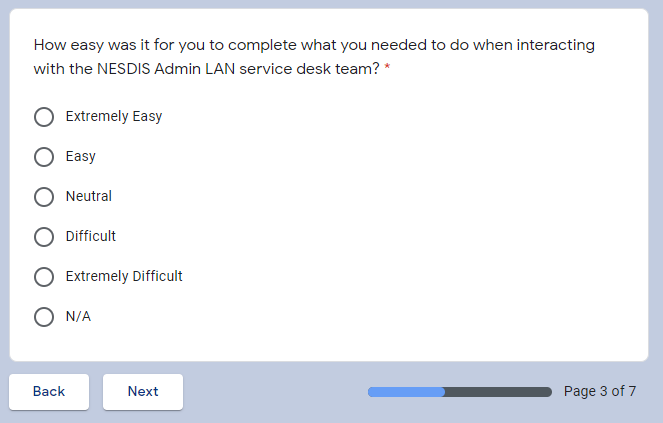 How easy was it for you to complete what you needed to do when interacting
with the NESDIS Admin LAN service desk team? *
Extremely Easy
Easy
Neutral
Difficult
Extremely Difficult
N/A
Back Next Page 3 of 7